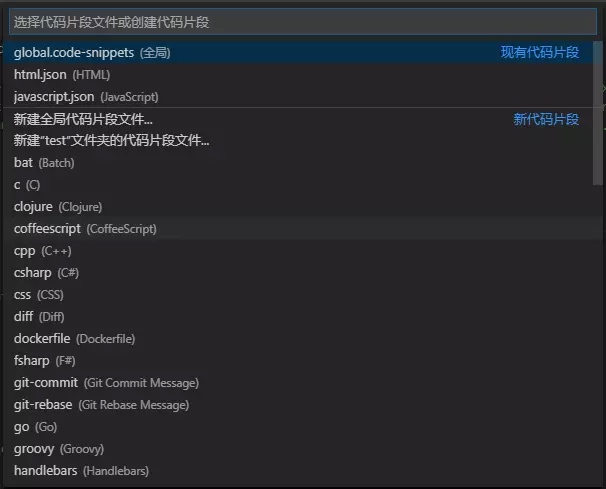 选择代码片段文件或创建代码片段
global.code-snippets (全局) 现有代码片段
html.json (HTML)
javascript.json (JavaScript)
新建全局代码片段文件... 新代码片段
新建“test”文件夹的代码片段文件...
bat (Batch)
c (C)
clojure (Clojure)
coffeescript (CoffeeScript)
cpp (C++)
csharp (C#)
css (CSS)
diff (Diff)
dockerfile (Dockerfile)
fsharp (F#)
git-commit (Git Commit Message)
git-rebase (Git Rebase Message)
go (Go)
groovy (Groovy)
handlebars (Handlebars)